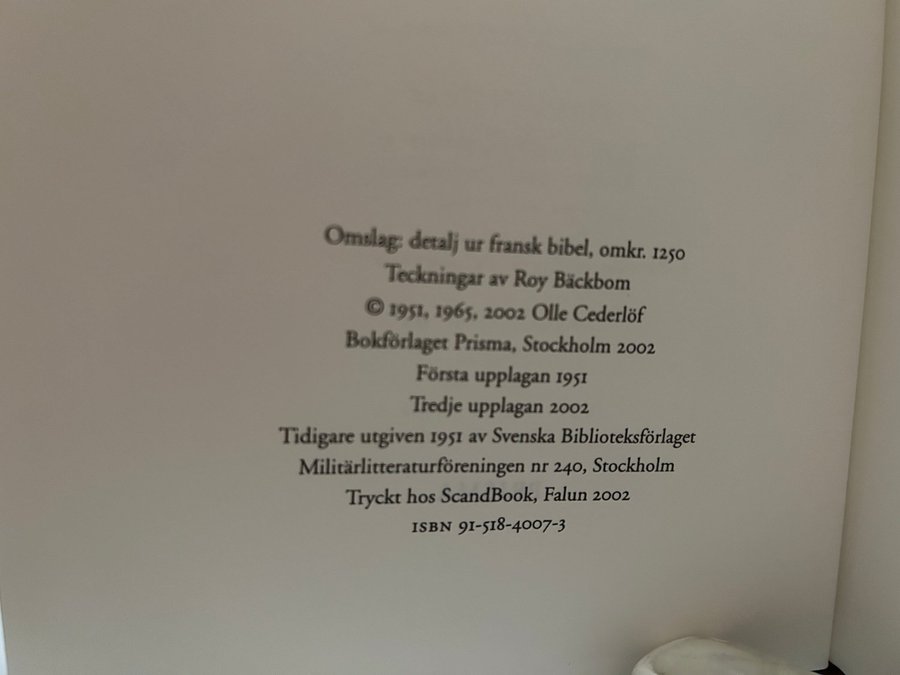 Omslag: detalj ur fransk bibel, omkr. 1250
Teckningar av Roy Bäckbom
© 1951, 1965, 2002 Olle Cederlöf
Bokförlaget Prisma, Stockholm 2002
Första upplagan 1951
Tredje upplagan 2002
Tidigare utgiven 1951 av Svenska Biblioteksförlaget
Militärlitteraturföreningen nr 240, Stockholm
Tryckt hos ScandBook, Falun 2002
ISBN 91-518-4007-3